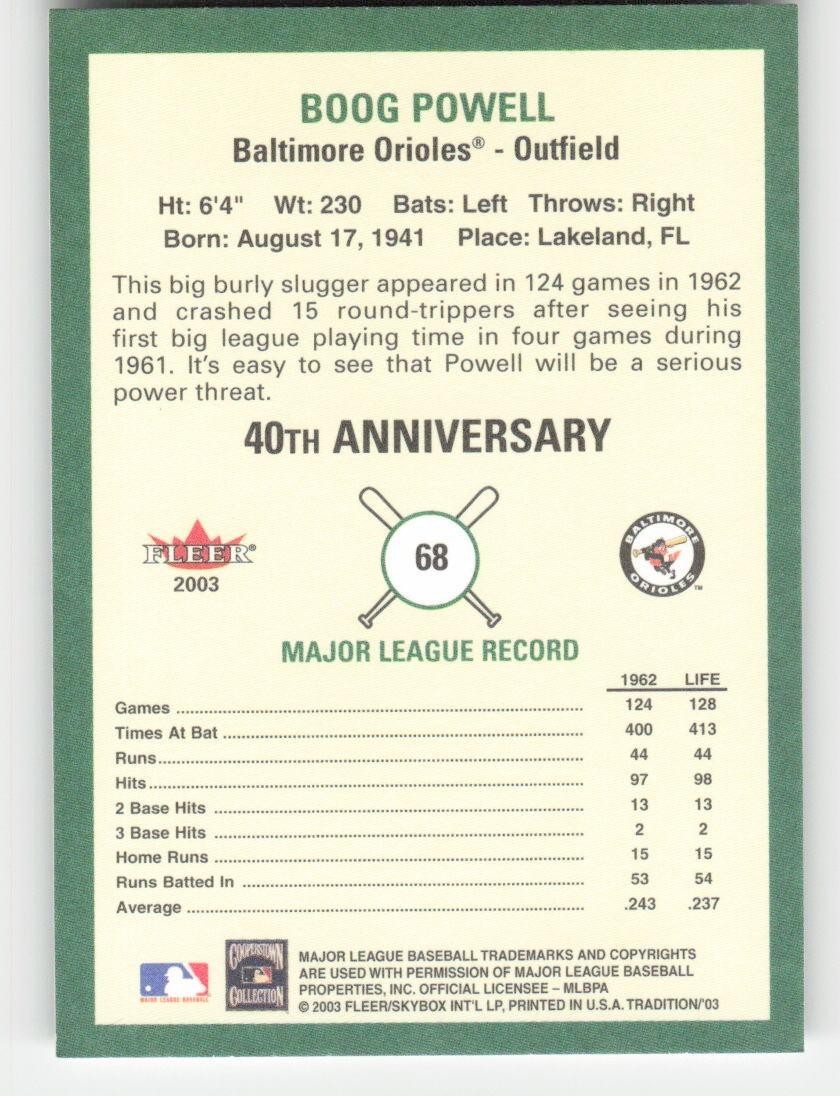 BOOG POWELL
Baltimore Orioles® - Outfield
Ht: 6'4" Wt: 230 Bats: Left Throws: Right
Born: August 17, 1941 Place: Lakeland, FL
This big burly slugger appeared in 124 games in 1962
and crashed 15 round-trippers after seeing his
first big league playing time in four games during
1961. It's easy to see that Powell will be a serious
power threat.
40TH ANNIVERSARY
FLEER®
2003
68
BALTIMORE
ORIOLES™
MAJOR LEAGUE RECORD
1962 LIFE
Games 124 128
Times At Bat 400 413
Runs 44 44
Hits 97 98
2 Base Hits 13 13
3 Base Hits 2 2
Home Runs 15 15
Runs Batted In 53 54
Average .243 .237
MAJOR LEAGUE BASEBALL
COOPERSTOWN
COLLECTION
MAJOR LEAGUE BASEBALL TRADEMARKS AND COPYRIGHTS
ARE USED WITH PERMISSION OF MAJOR LEAGUE BASEBALL
PROPERTIES, INC. OFFICIAL LICENSEE – MLBPA
© 2003 FLEER/SKYBOX INT'L LP, PRINTED IN U.S.A. TRADITION/'03